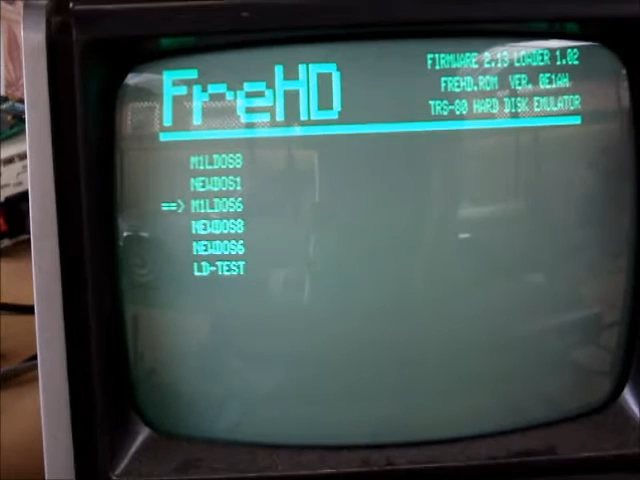 FreHD
FIRMWARE 2.13 LOADER 1.02
FREHD.ROM VER. 0E1AH
TRS-80 HARD DISK EMULATOR
M1LDOS8
NEWDOS1
==> M1LDOS6
NEWDOS8
NEWDOS6
LD-TEST